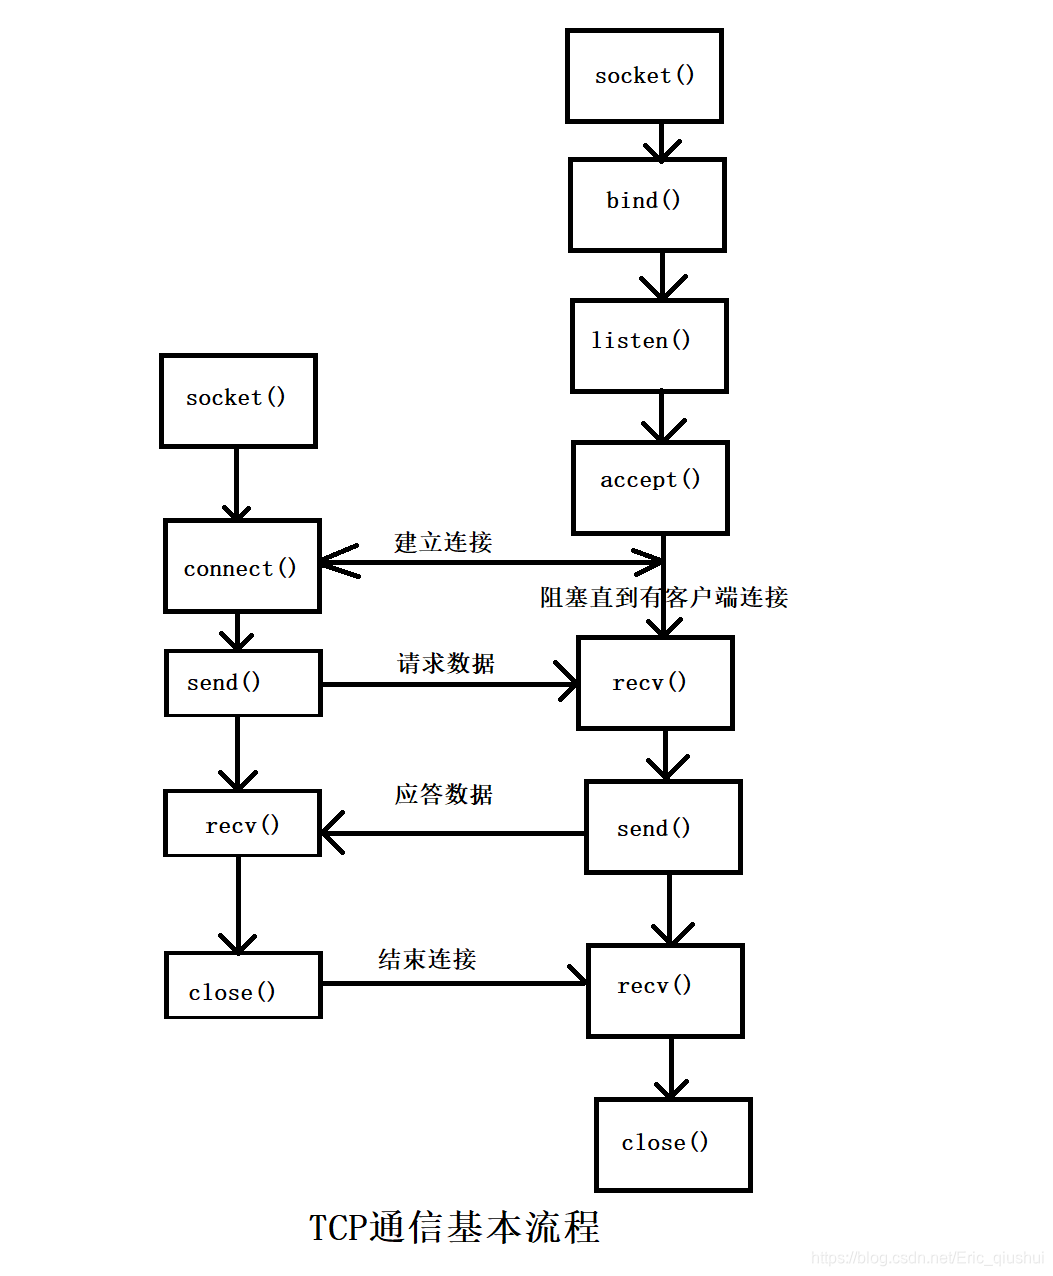 socket()
bind()
listen()
socket()
accept()
建立连接
connect()
阻塞直到有客户端连接
请求数据
send()
recv()
应答数据
recv()
send()
结束连接
close()
recv()
close()
TCP通信基本流程
https://blog.csdn.net/Eric_qiushui